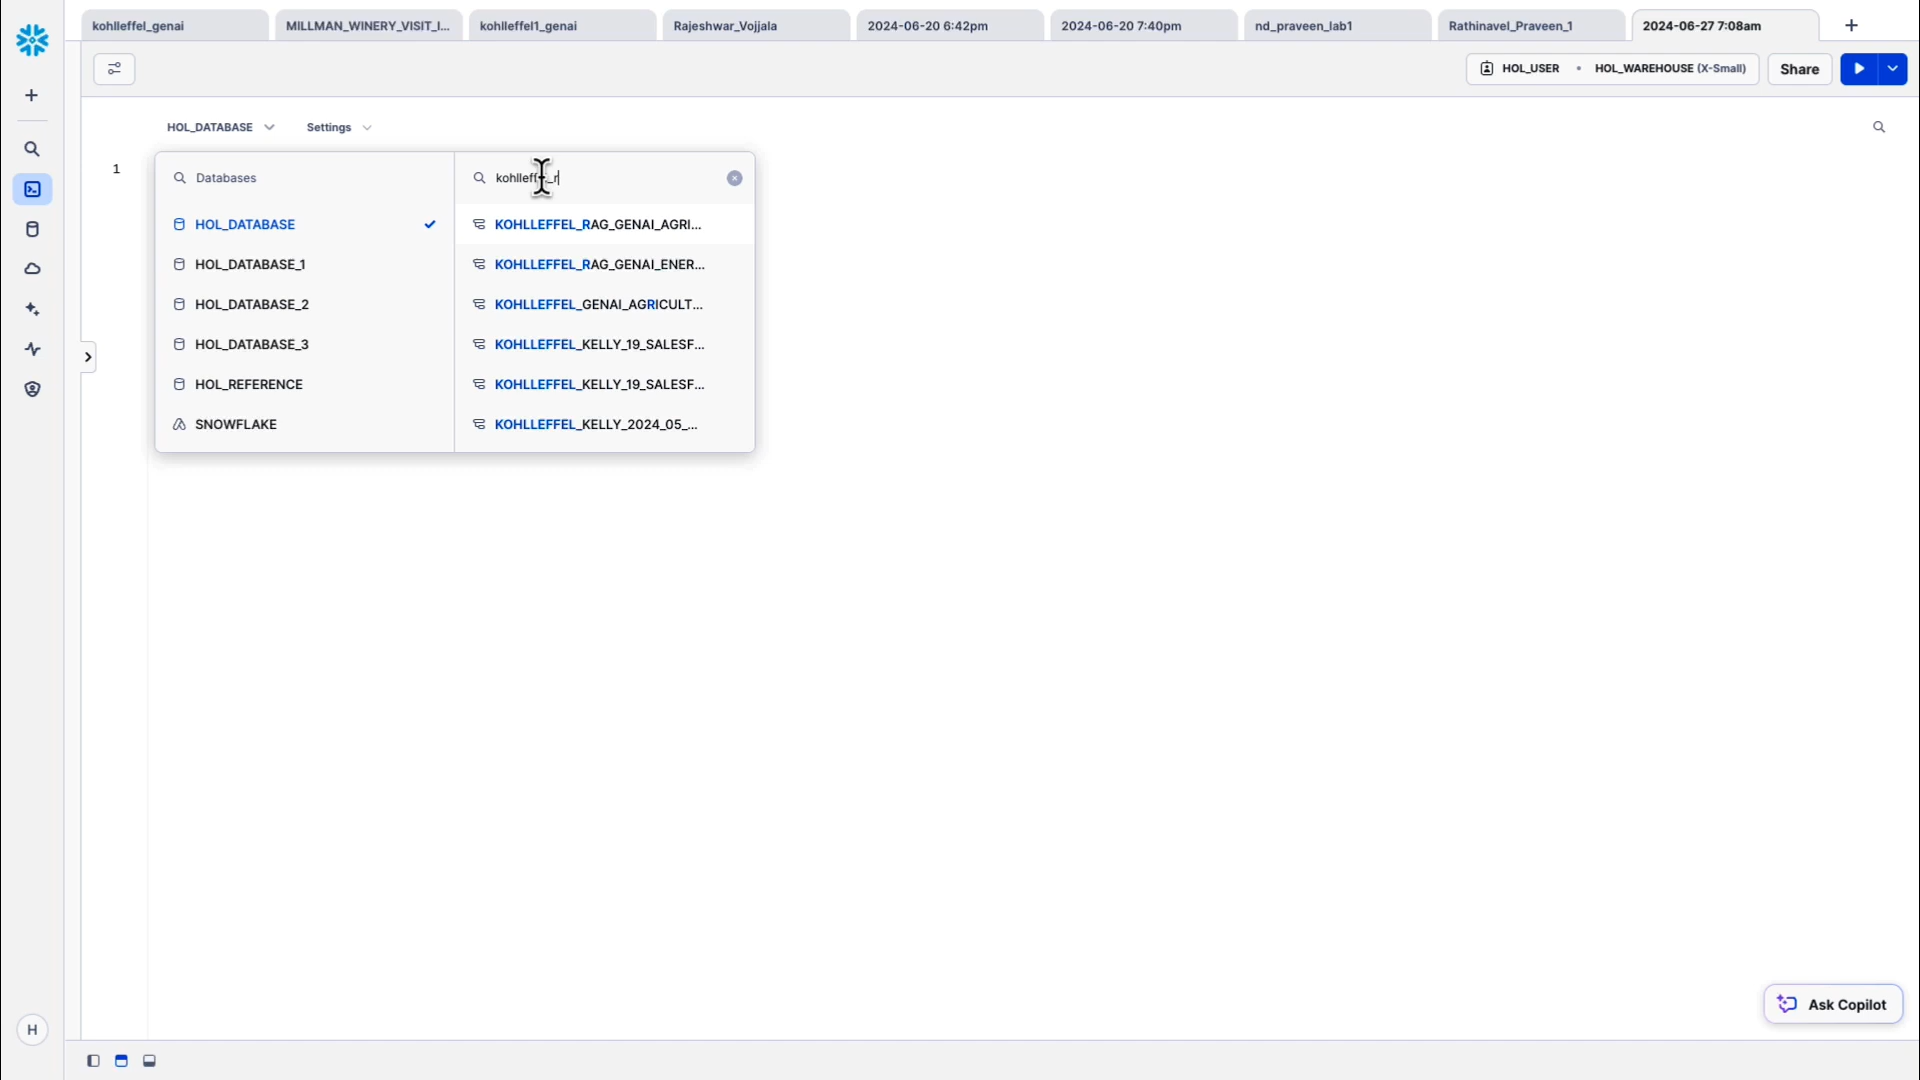 kohlleffel_genai
MILLMAN_WINERY_VISIT_I...
kohlleffel1_genai
Rajeshwar_Vojjala
2024-06-20 6:42pm
2024-06-20 7:40pm
nd_praveen_lab1
Rathinavel_Praveen_1
2024-06-27 7:08am
HOL_USER
HOL_WAREHOUSE (X-Small)
Share
HOL_DATABASE
Settings
1
Databases
HOL_DATABASE
HOL_DATABASE_1
HOL_DATABASE_2
HOL_DATABASE_3
HOL_REFERENCE
SNOWFLAKE
KOHLLEFFEL_RAG_GENAI_AGRI...
KOHLLEFFEL_RAG_GENAI_ENER...
KOHLLEFFEL_GENAI_AGRICULT...
KOHLLEFFEL_KELLY_19_SALESF...
KOHLLEFFEL_KELLY_19_SALESF...
KOHLLEFFEL_KELLY_2024_05_...
H
Ask Copilot